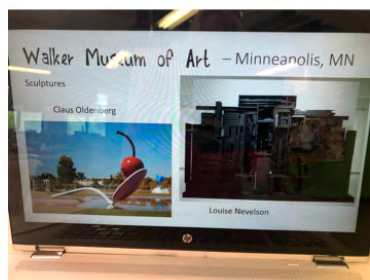 Walker Museum of Art – Minneapolis, MN
Sculptures
Claus Oldenberg
Louise Nevelson
hp